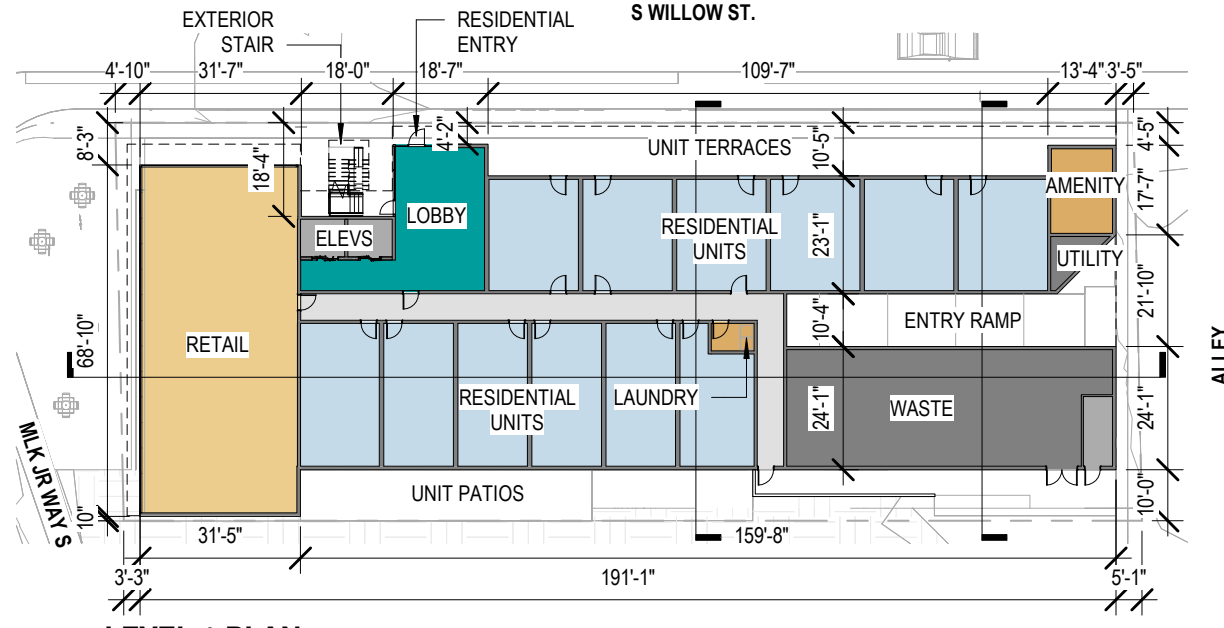 S WILLOW ST.
EXTERIOR
STAIR
RESIDENTIAL
ENTRY
4'-10"
31'-7"
18'-0"
18'-7"
109'-7"
13'-4"
3'-5"
8'-3"
18'-4"
4'-2"
UNIT TERRACES
10'-5"
4'-5"
AMENITY
17'-7"
LOBBY
ELEVS
RESIDENTIAL
UNITS
23'-1"
UTILITY
21'-10"
ENTRY RAMP
10'-4"
RETAIL
68'-10"
ALLEY
RESIDENTIAL
UNITS
LAUNDRY
24'-1"
WASTE
24'-1"
MLK JR WAY S
UNIT PATIOS
10"
10'-0"
31'-5"
159'-8"
3'-3"
191'-1"
5'-1"